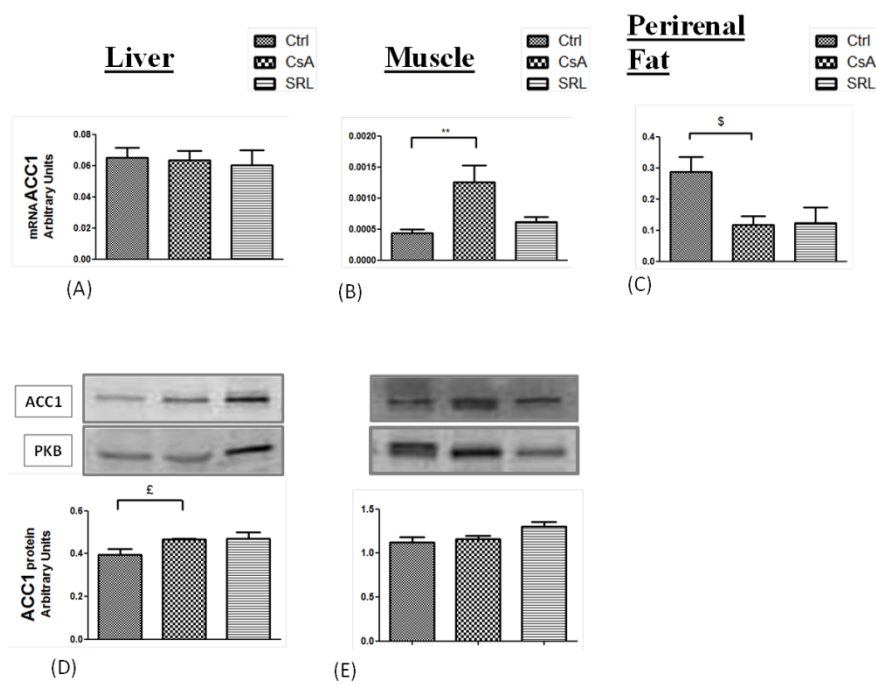 Liver
Ctrl
CsA
SRL
Muscle
Ctrl
CsA
SRL
Perirenal
Fat
Ctrl
CsA
SRL
mRNA ACC1
Arbitrary Units
0.08
0.06
0.04
0.02
0.00
(A)
0.0020
0.0015
0.0010
0.0005
0.0000
**
(B)
0.4
0.3
0.2
0.1
0.0
$
(C)
ACC1
PKB
ACC1 protein
Arbitrary Units
0.6
0.4
0.2
0.0
£
(D)
1.5
1.0
0.5
0.0
(E)